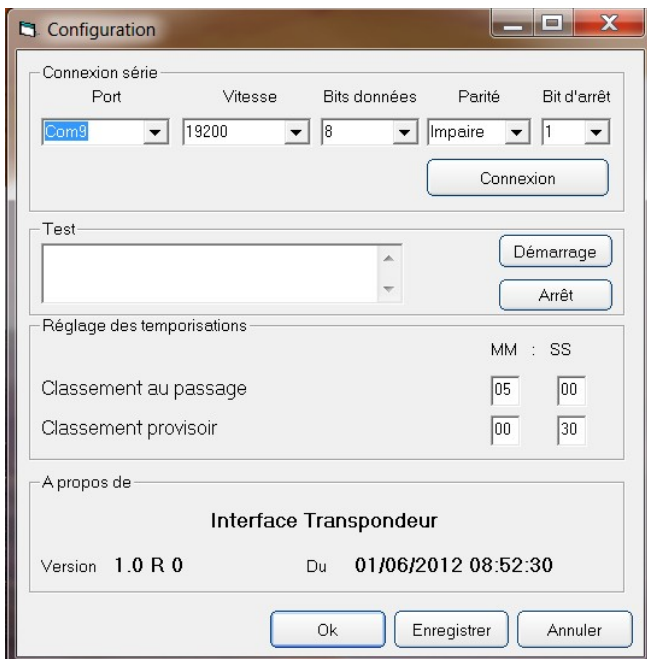 Configuration
Connexion série
Port Vitesse Bits données Parité Bit d'arrêt
Com9 19200 8 Impaire 1
Connexion
Test
Démarrage
Arrêt
Réglage des temporisations
MM : SS
Classement au passage 05 00
Classement provisoir 00 30
A propos de
Interface Transpondeur
Version 1.0 R 0 Du 01/06/2012 08:52:30
Ok Enregistrer Annuler